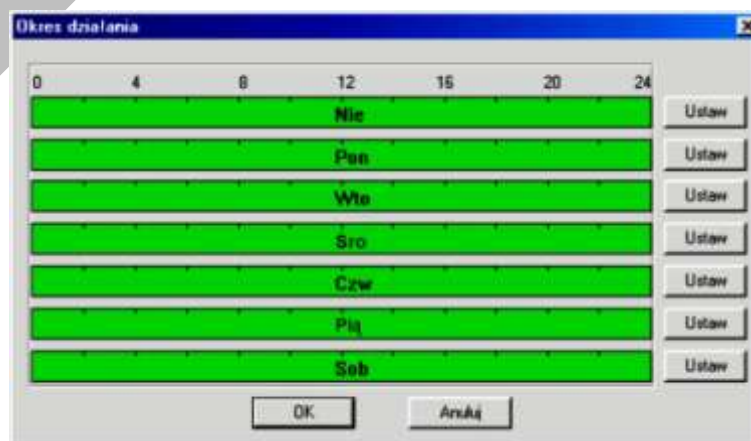 Okres działania
0 4 8 12 16 20 24
Nie Ustaw
Pon Ustaw
Wto Ustaw
Sro Ustaw
Czw Ustaw
Pią Ustaw
Sob Ustaw
OK Anuluj